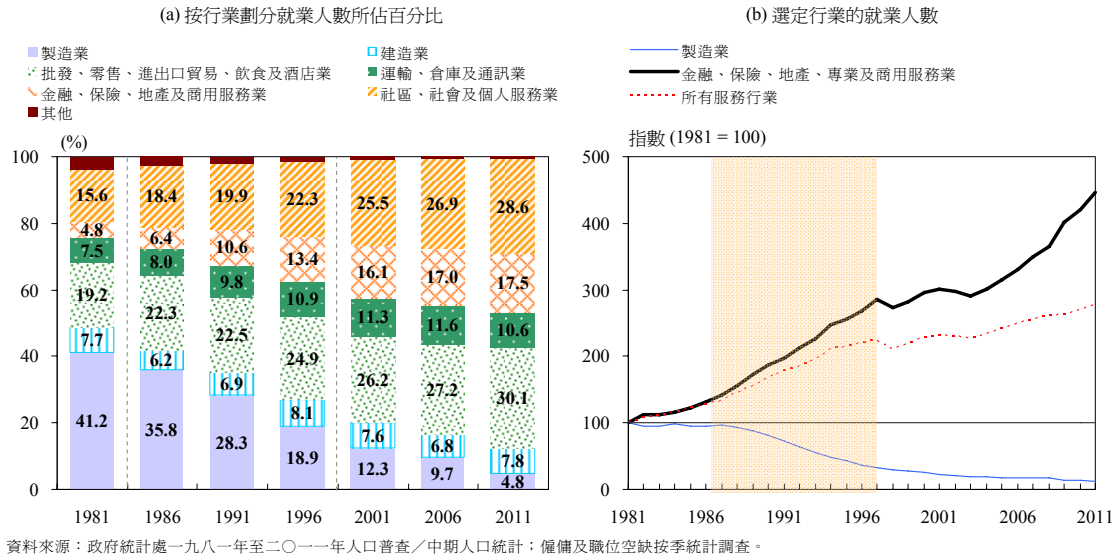 (a) 按行業劃分就業人數所佔百分比
製造業 建造業
批發、零售、進出口貿易、飲食及酒店業 運輸、倉庫及通訊業
金融、保險、地產及商用服務業 社區、社會及個人服務業
其他
(%)
100
80
60
40
20
0
15.6 18.4 19.9 22.3 25.5 26.9 28.6
4.8 6.4 10.6 13.4 16.1 17.0 17.5
7.5 8.0 9.8 10.9 11.3 11.6 10.6
19.2 22.3 22.5 24.9 26.2 27.2 30.1
7.7 6.2 6.9 8.1 7.6 6.8 7.8
41.2 35.8 28.3 18.9 12.3 9.7 4.8
1981 1986 1991 1996 2001 2006 2011
(b) 選定行業的就業人數
製造業
金融、保險、地產、專業及商用服務業
所有服務行業
指數 (1981 = 100)
500
400
300
200
100
0
1981 1986 1991 1996 2001 2006 2011
資料來源：政府統計處一九八一年至二〇一一年人口普查／中期人口統計；僱傭及職位空缺按季統計調查。